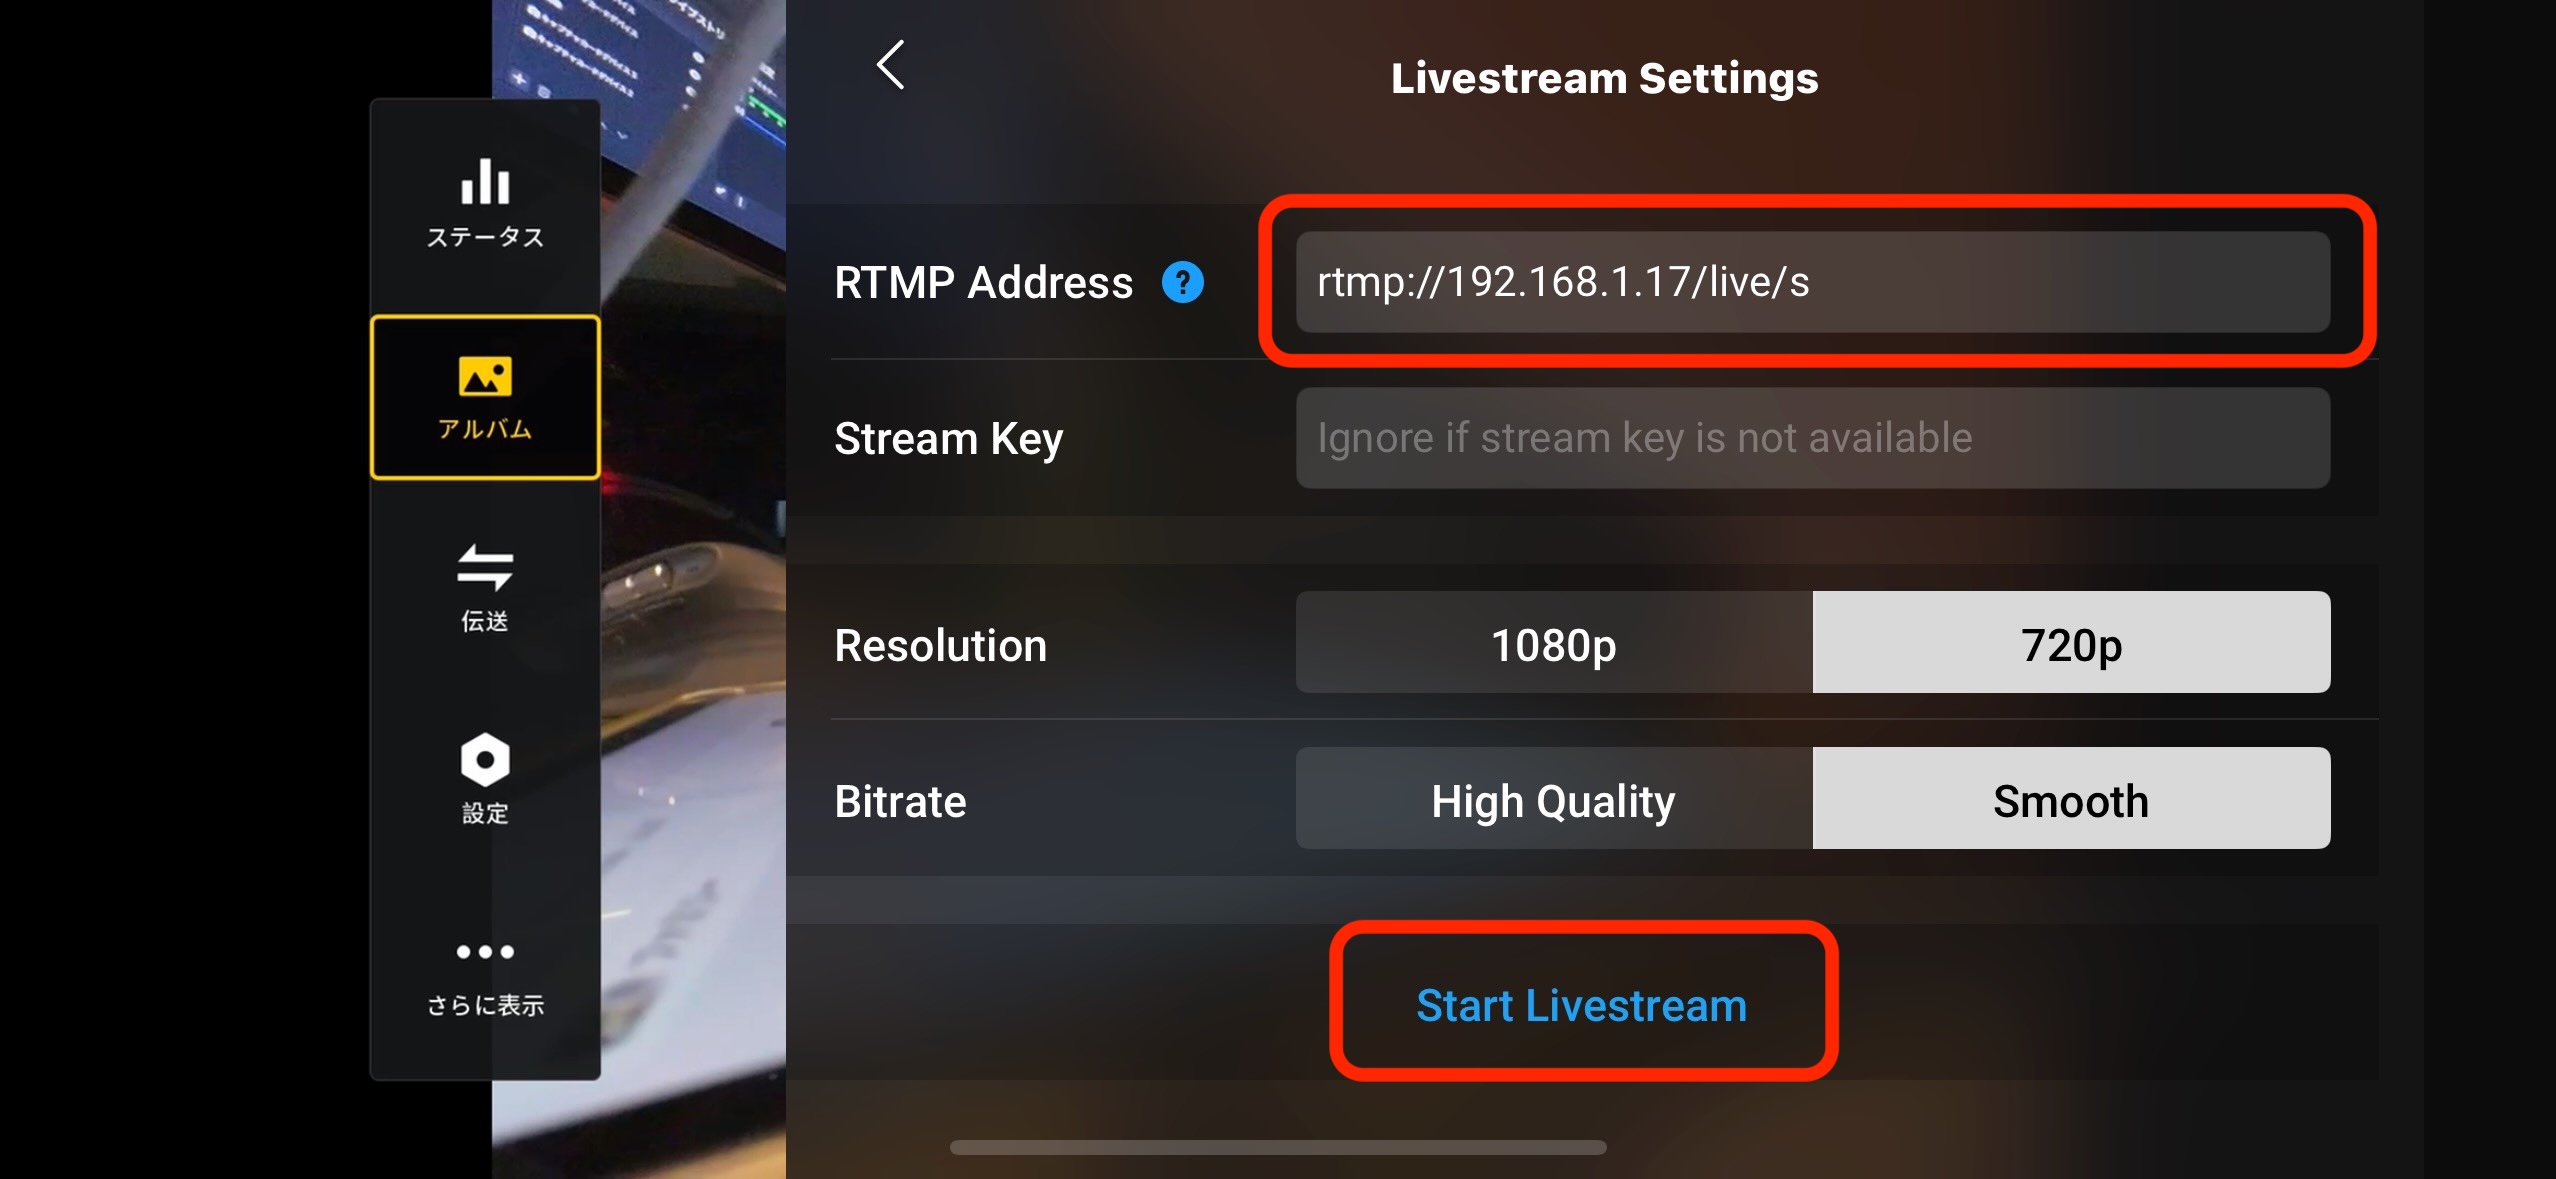 ステータス
アルバム
伝送
設定
さらに表示
Livestream Settings
RTMP Address ?
rtmp://192.168.1.17/live/s
Stream Key
Ignore if stream key is not available
Resolution
1080p
720p
Bitrate
High Quality
Smooth
Start Livestream